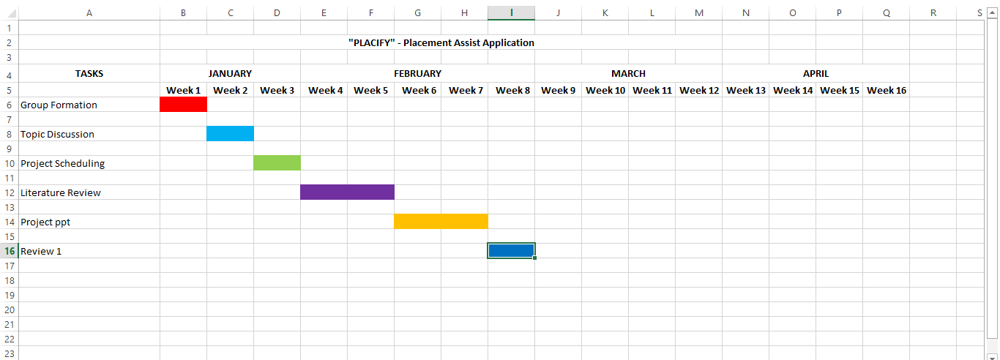 A B C D E F G H I J K L M N O P Q R S
1
2 "PLACIFY" - Placement Assist Application
3
4 TASKS JANUARY FEBRUARY MARCH APRIL
5 Week 1 Week 2 Week 3 Week 4 Week 5 Week 6 Week 7 Week 8 Week 9 Week 10 Week 11 Week 12 Week 13 Week 14 Week 15 Week 16
6 Group Formation
7
8 Topic Discussion
9
10 Project Scheduling
11
12 Literature Review
13
14 Project ppt
15
16 Review 1
17
18
19
20
21
22
23